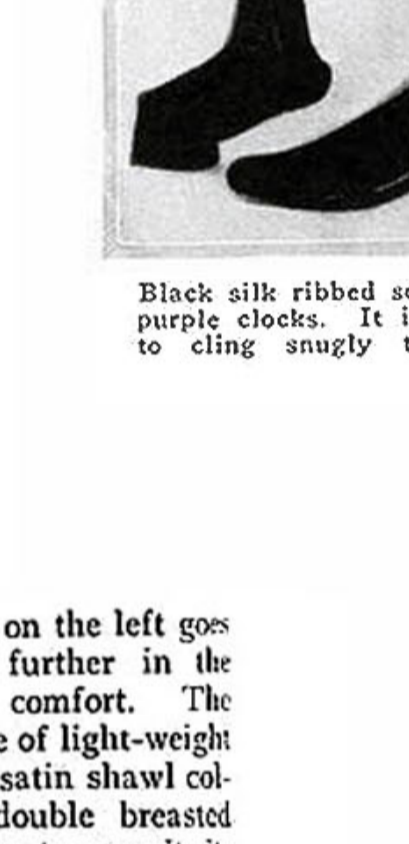 Black silk ribbed
purple clocks. It
to cling snugly
on the left goes
further in the
comfort. The
of light-weight
satin shawl col-
double breasted